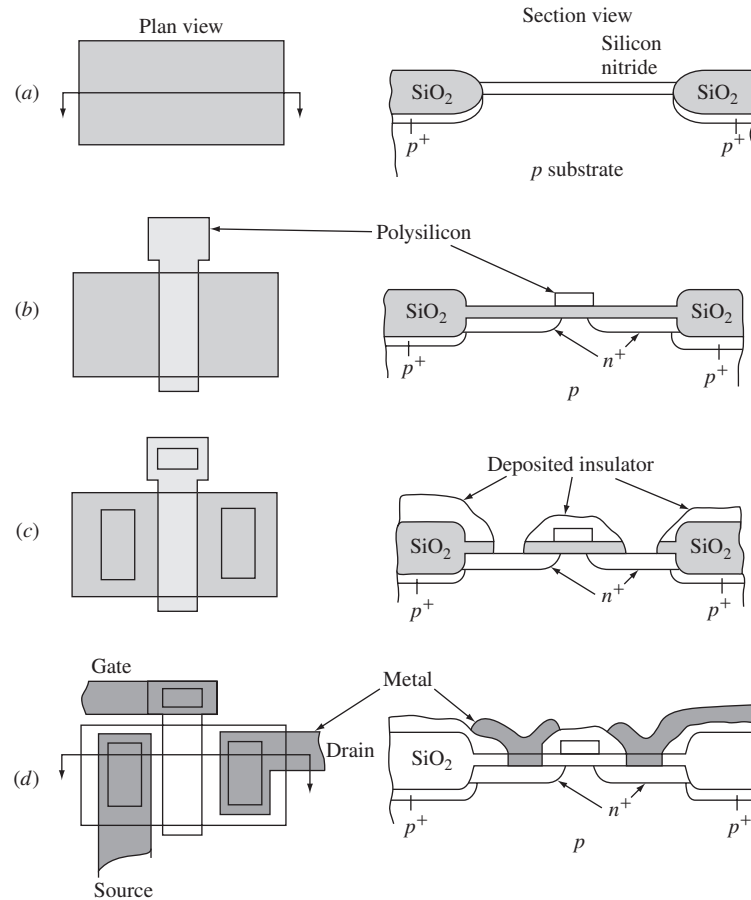 Plan view
Section view
Silicon
nitride
(a)
SiO2
SiO2
p+
p+
p substrate
Polysilicon
(b)
SiO2
SiO2
n+
p+
p+
p
Deposited insulator
(c)
SiO2
SiO2
n+
p+
p+
Gate
Metal
Drain
(d)
SiO2
n+
p+
p+
p
Source